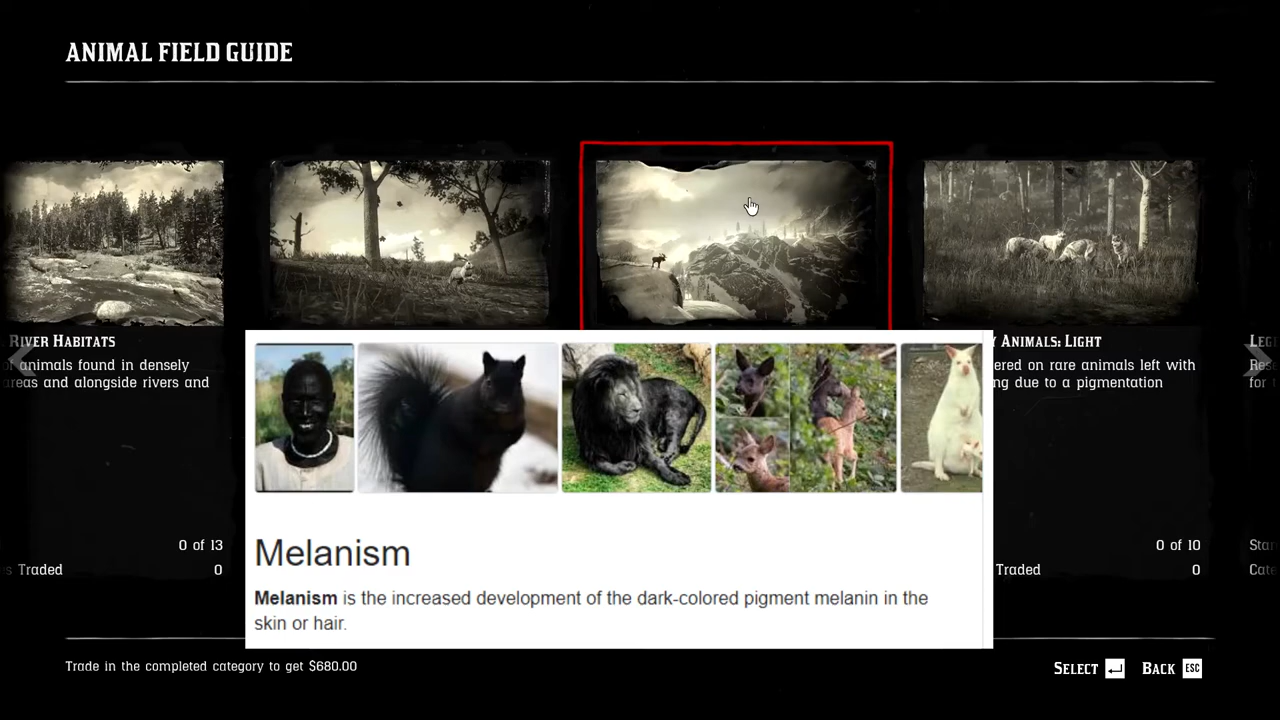 ANIMAL FIELD GUIDE
RIVER HABITATS
animals found in densely
areas and alongside rivers and
0 of 13
Traded 0
ANIMALS: LIGHT
ered on rare animals left with
ng due to a pigmentation
0 of 10
Traded 0
for
Melanism
Melanism is the increased development of the dark-colored pigment melanin in the
skin or hair.
Trade in the completed category to get $680.00
SELECT
BACK ESC